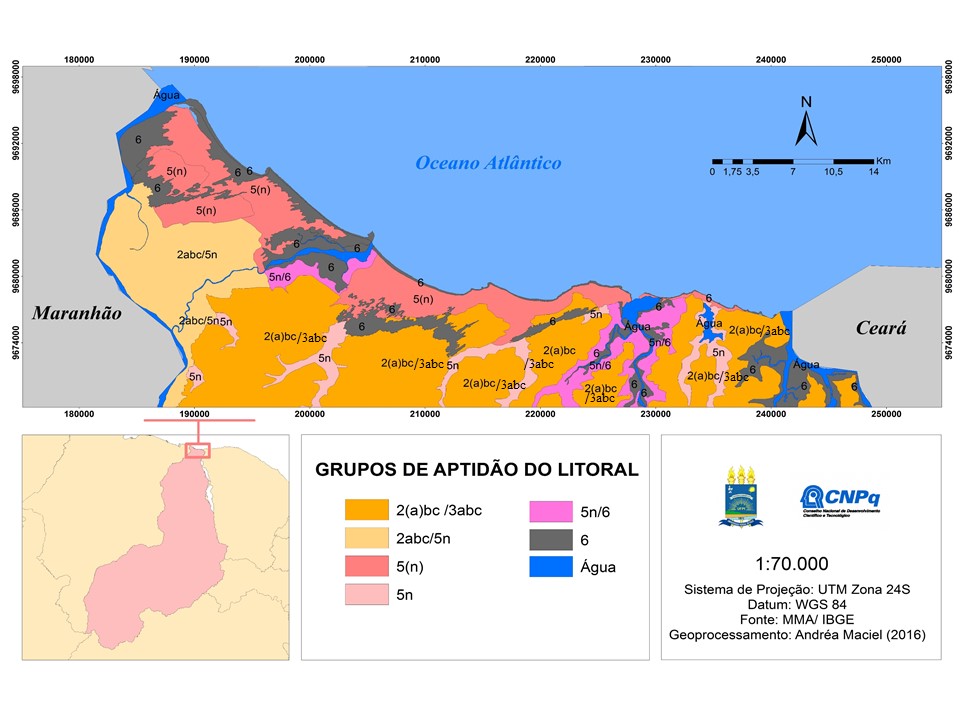 180000 190000 200000 210000 220000 230000 240000 250000
9698000 9698000
Água
N
9692000 6 9692000
Oceano Atlântico
Km
0 1,75 3,5 7 10,5 14
5(n) 6 6
6 5(n)
9686000 5(n) 9686000
6 6
2abc/5n
6
9680000 5n/6 6 9680000
5(n) 6 6
Maranhão 6 5n Água Água Ceará
2abc/5n 5n 6 6 2(a)bc/3abc
9674000 2(a)bc/3abc 5n/6 9674000
5n 2(a)bc 6 5n
2(a)bc/3abc 5n /3abc 5n/6 6 Água
5n 2(a)bc/3abc 2(a)bc 6 2(a)bc/3abc 6
/3abc 6
6
180000 190000 200000 210000 220000 230000 240000 250000
GRUPOS DE APTIDÃO DO LITORAL
2(a)bc /3abc 5n/6
2abc/5n 6
5(n) Água
5n
CNPq
Conselho Nacional de Desenvolvimento
Científico e Tecnológico
1:70.000
Sistema de Projeção: UTM Zona 24S
Datum: WGS 84
Fonte: MMA/ IBGE
Geoprocessamento: Andréa Maciel (2016)